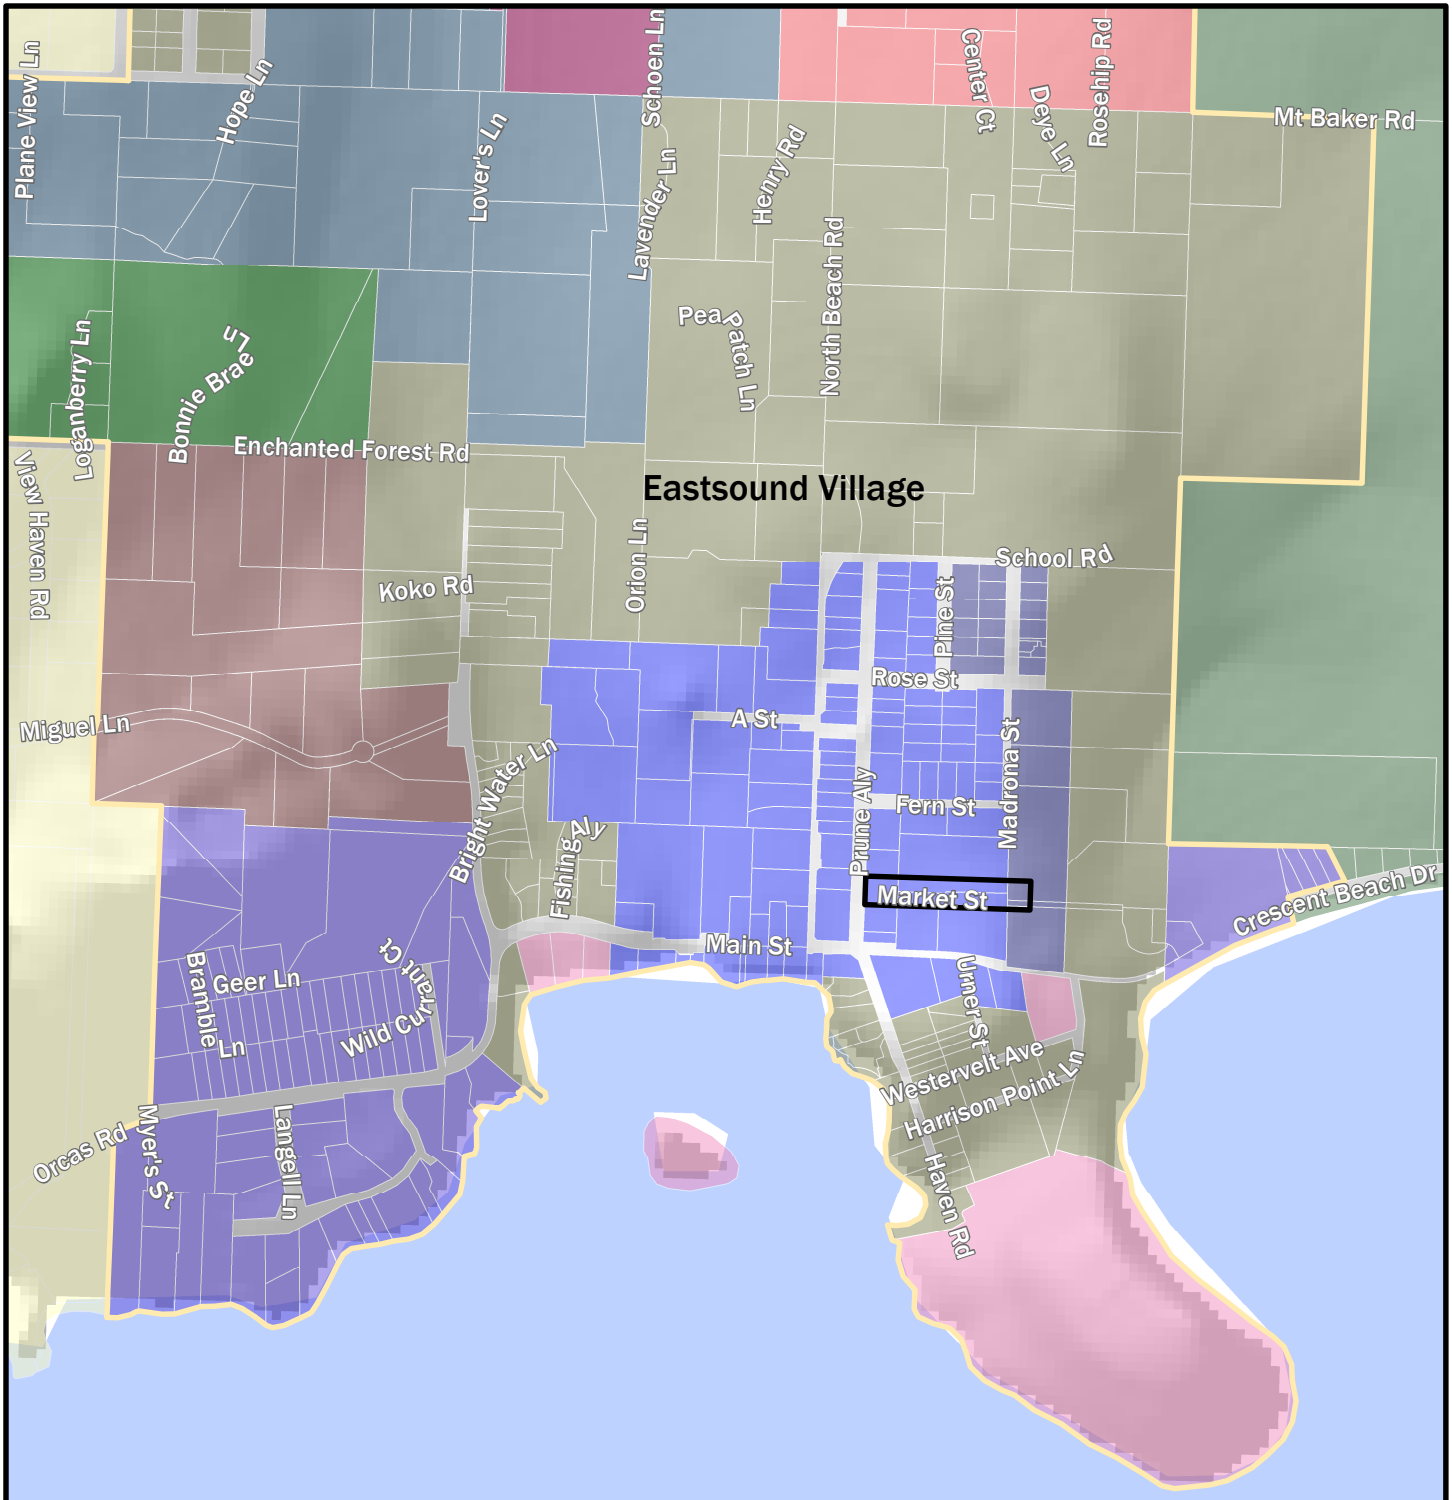 Plane View Ln
Hope Ln
Lover's Ln
Schoen Ln
Lavender Ln
Henry Rd
Center Ct
Deye Ln
Rosehip Rd
Mt Baker Rd
North Beach Rd
Pea Patch Ln
Loganberry Ln
Bonnie Brae Ln
Enchanted Forest Rd
View Haven Rd
Eastsound Village
Koko Rd
Orion Ln
School Rd
Pine St
Rose St
Miguel Ln
A St
Madrona St
Bright Water Ln
Fishing Aly
Prune Aly
Fern St
Market St
Main St
Crescent Beach Dr
Geer Ln
Bramble Ln
Wild Currant Ct
Urner St
Westervelt Ave
Harrison Point Ln
Haven Rd
Orcas Rd
Myer's St
Langell Ln